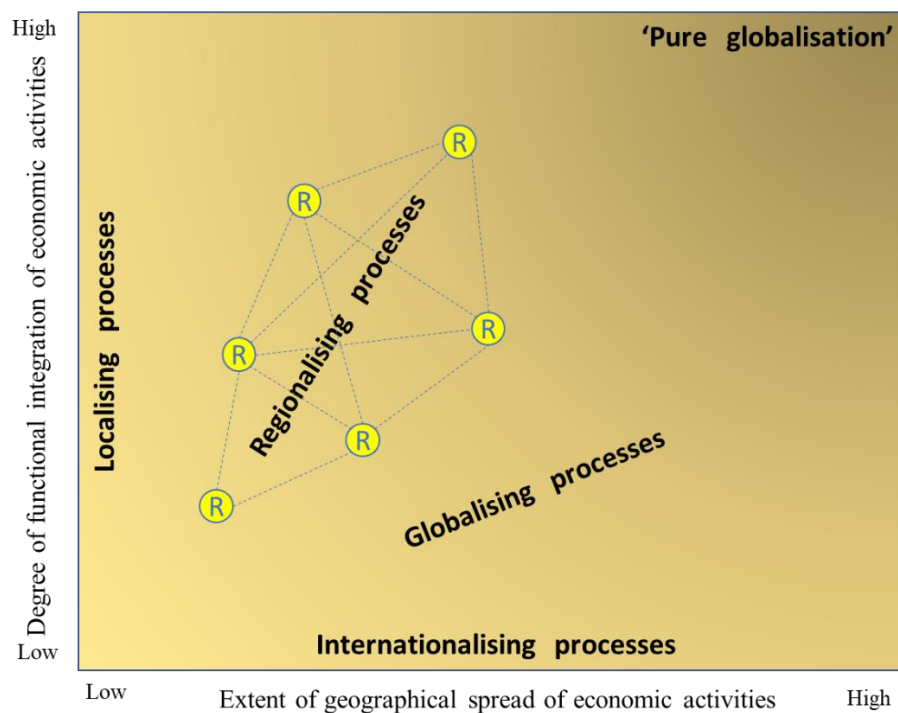 High
'Pure globalisation'
Degree of functional integration of economic activities
R
R
Localising processes
Regionalising processes
R
R
R
R
Globalising processes
Internationalising processes
Low
Low
Extent of geographical spread of economic activities
High